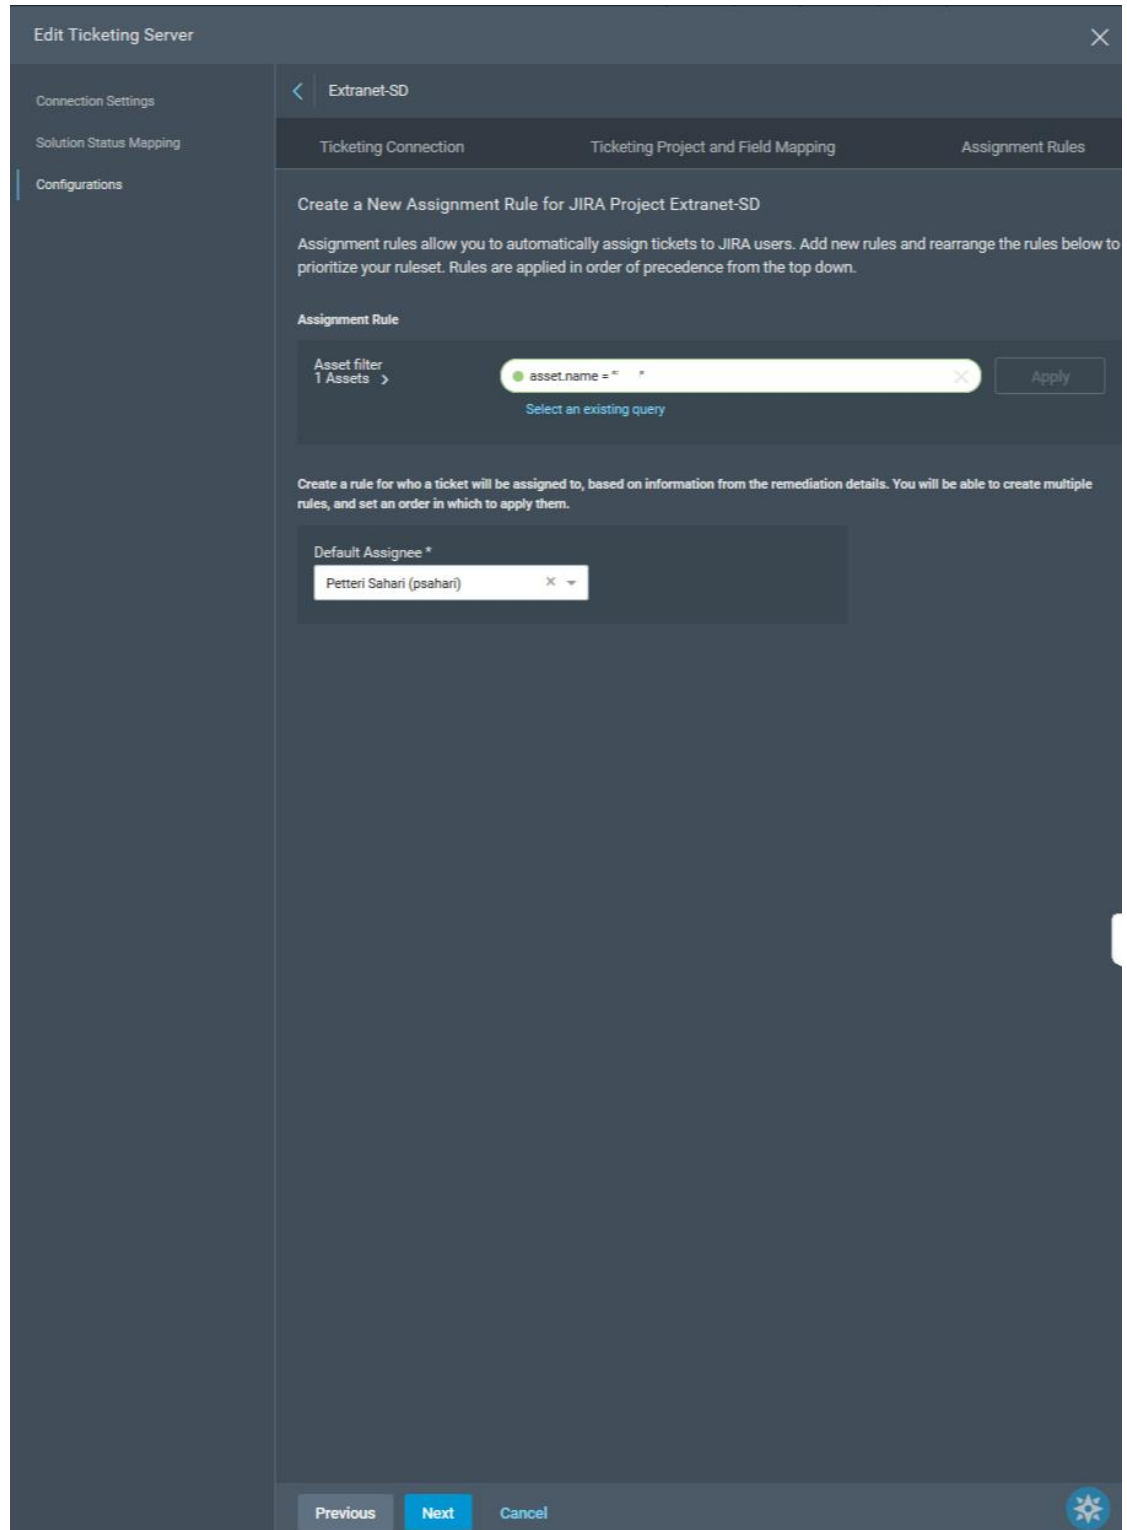 Edit Ticketing Server
Connection Settings
Solution Status Mapping
Configurations
Extranet-SD
Ticketing Connection
Ticketing Project and Field Mapping
Assignment Rules
Create a New Assignment Rule for JIRA Project Extranet-SD
Assignment rules allow you to automatically assign tickets to JIRA users. Add new rules and rearrange the rules below to
prioritize your ruleset. Rules are applied in order of precedence from the top down.
Assignment Rule
Asset filter
1 Assets
asset.name =
Apply
Select an existing query
Create a rule for who a ticket will be assigned to, based on information from the remediation details. You will be able to create multiple
rules, and set an order in which to apply them.
Default Assignee *
Petteri Sahari (psahari)
Previous
Next
Cancel